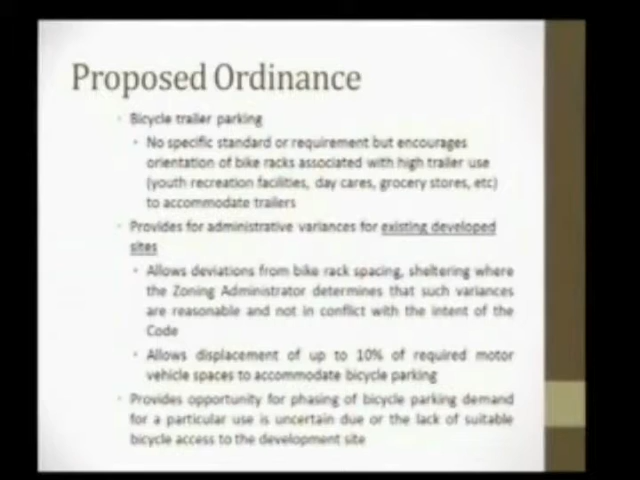 Proposed Ordinance
Bicycle trailer parking
No specific standard or requirement but encourages
orientation of bike racks associated with high trailer use
(youth recreation facilities, day cares, grocery stores, etc)
to accommodate trailers
Provides for administrative variances for existing developed
sites
Allows deviations from bike rack spacing, sheltering where
the Zoning Administrator determines that such variances
are reasonable and not in conflict with the intent of the
Code
Allows displacement of up to 10% of required motor
vehicle spaces to accommodate bicycle parking
Provides opportunity for phasing of bicycle parking demand
for a particular use is uncertain due or the lack of suitable
bicycle access to the development site